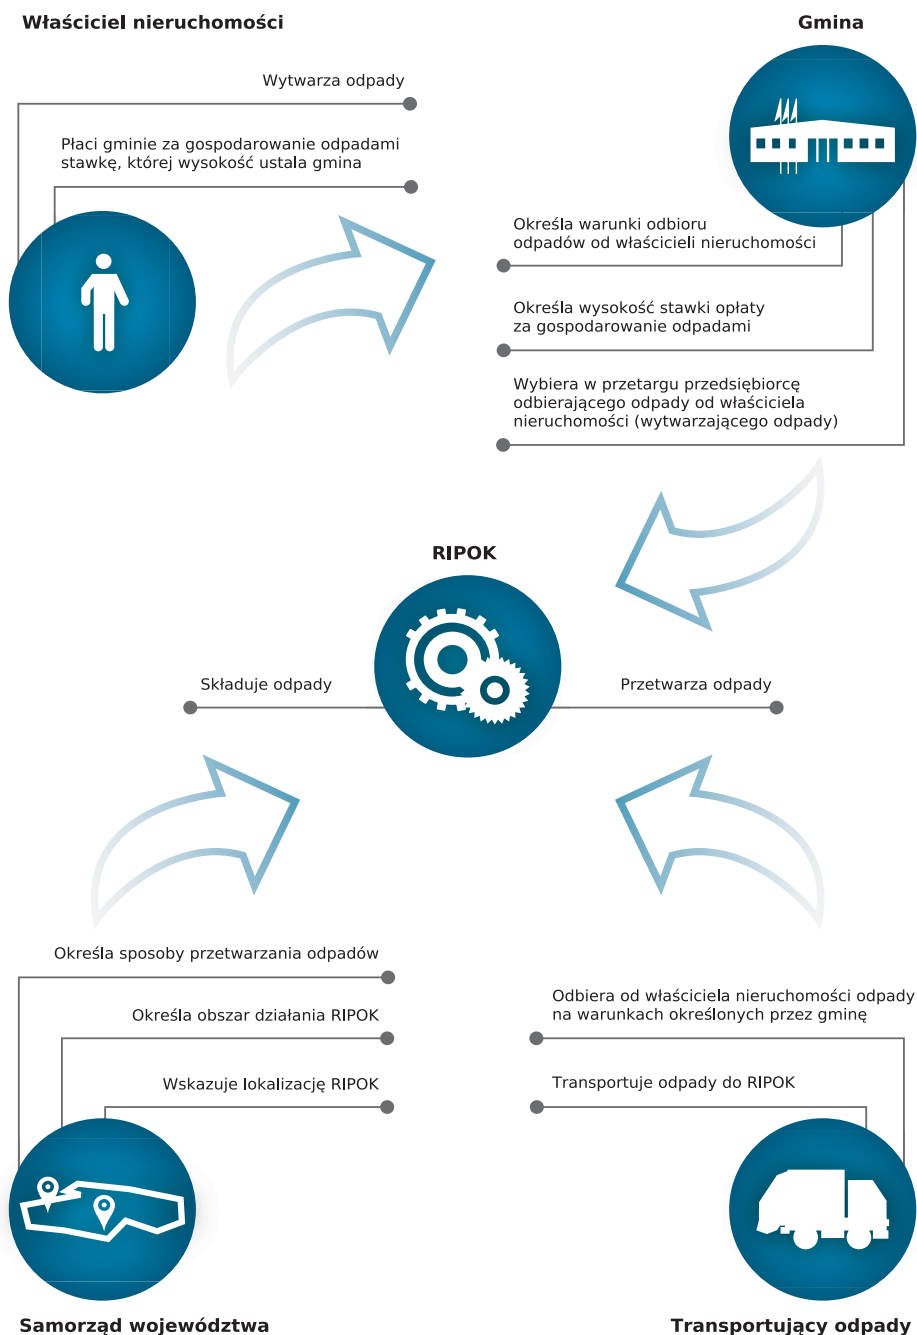 Właściciel nieruchomości
Wytwarza odpady
Płaci gminie za gospodarowanie odpadami
stawkę, której wysokość ustala gmina
Gmina
Określa warunki odbioru
odpadów od właścicieli nieruchomości
Określa wysokość stawki opłaty
za gospodarowanie odpadami
Wybiera w przetargu przedsiębiorcę
odbierającego odpady od właściciela
nieruchomości (wytwarzającego odpady)
RIPOK
Składuje odpady
Przetwarza odpady
Określa sposoby przetwarzania odpadów
Określa obszar działania RIPOK
Wskazuje lokalizację RIPOK
Samorząd województwa
Odbiera od właściciela nieruchomości odpady
na warunkach określonych przez gminę
Transportuje odpady do RIPOK
Transportujący odpady